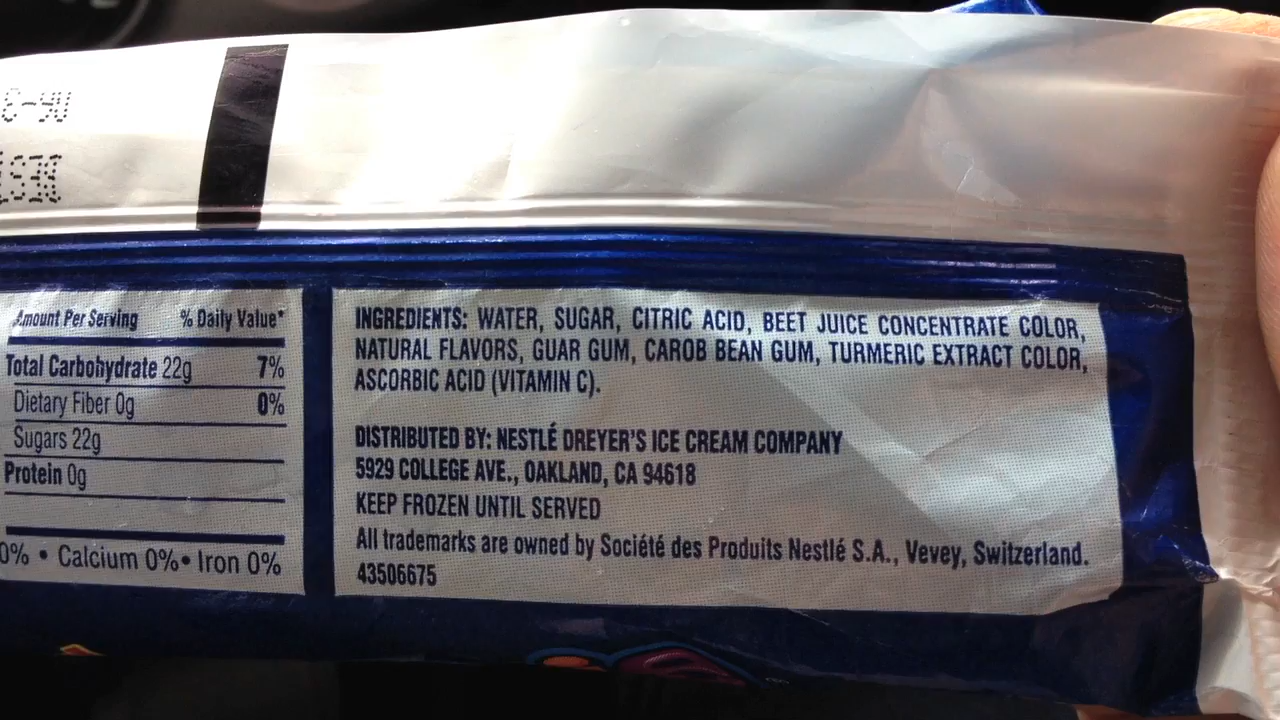 Amount Per Serving % Daily Value*
Total Carbohydrate 22g 7%
Dietary Fiber 0g 0%
Sugars 22g
Protein 0g
0% • Calcium 0% • Iron 0%
INGREDIENTS: WATER, SUGAR, CITRIC ACID, BEET JUICE CONCENTRATE COLOR,
NATURAL FLAVORS, GUAR GUM, CAROB BEAN GUM, TURMERIC EXTRACT COLOR,
ASCORBIC ACID (VITAMIN C).
DISTRIBUTED BY: NESTLÉ DREYER'S ICE CREAM COMPANY
5929 COLLEGE AVE., OAKLAND, CA 94618
KEEP FROZEN UNTIL SERVED
All trademarks are owned by Société des Produits Nestlé S.A., Vevey, Switzerland.
43506675